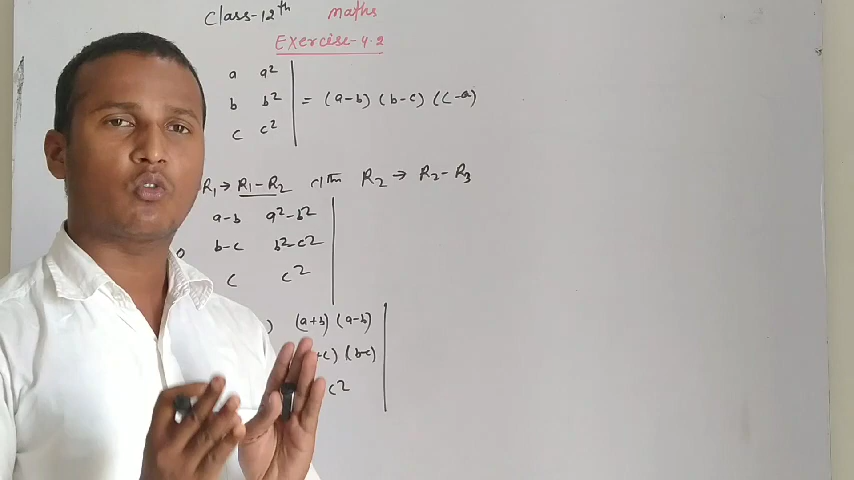 Class-12th Maths
Exercise-4.2
a a²
b b² = (a-b) (b-c) (c-a)
c c²
R₁ → R₁-R₂ R₂ → R₂-R₃
a-b a²-b²
0 b-c b²-c²
c c²
) (a+b) (a-b)
+c) (b-c)
c²